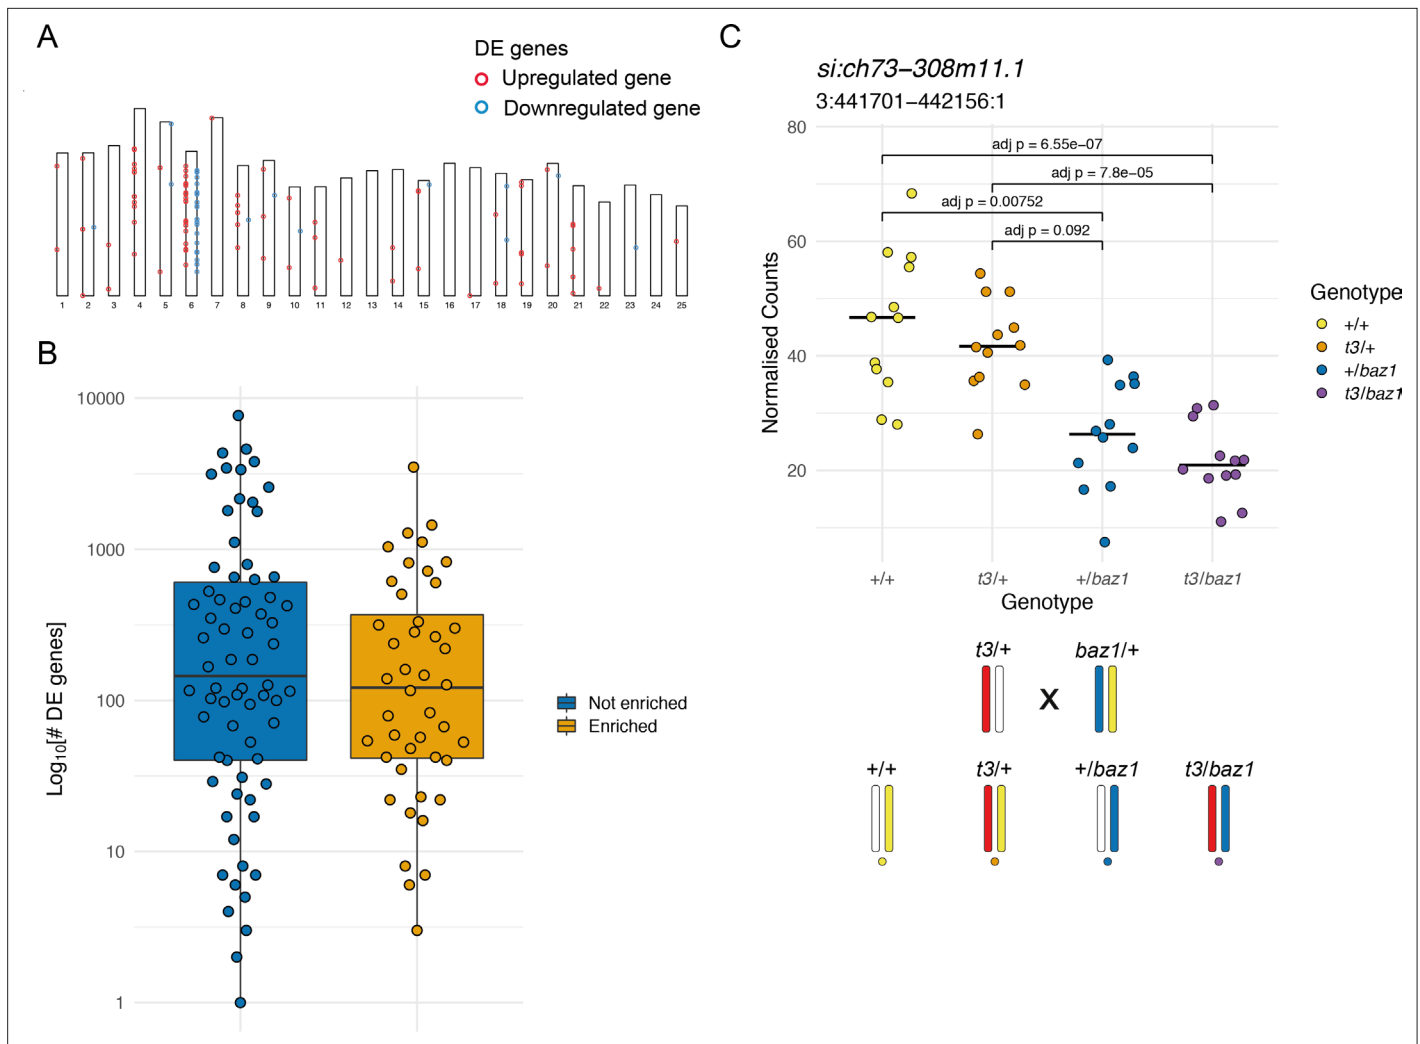 A
DE genes
Upregulated gene
Downregulated gene
1 2 3 4 5 6 7 8 9 10 11 12 13 14 15 16 17 18 19 20 21 22 23 24 25
B
10000
1000
100
10
1
Log10[# DE genes]
Not enriched
Enriched
C
si:ch73–308m11.1
3:441701–442156:1
80
60
40
20
Normalised Counts
adj p = 6.55e–07
adj p = 7.8e–05
adj p = 0.00752
adj p = 0.092
+/+ t3/+ +/baz1 t3/baz1
Genotype
Genotype
+/+
t3/+
+/baz1
t3/baz1
t3/+ baz1/+
X
+/+ t3/+ +/baz1 t3/baz1